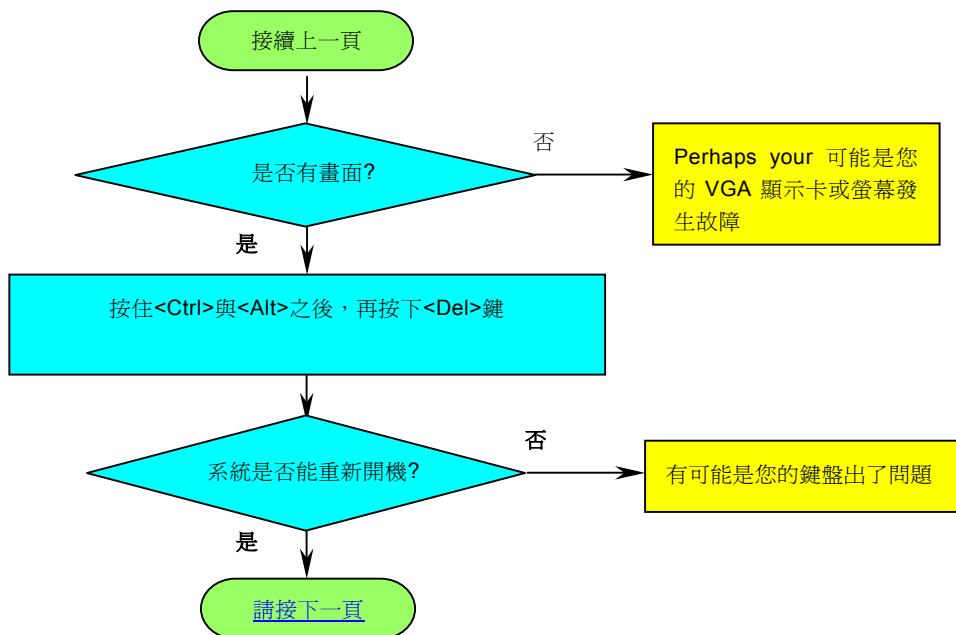 接續上一頁
是否有畫面?
否
Perhaps your 可能是您
的 VGA 顯示卡或螢幕發
生故障
是
按住<Ctrl>與<Alt>之後，再按下<Del>鍵
系統是否能重新開機?
否
有可能是您的鍵盤出了問題
是
請接下一頁